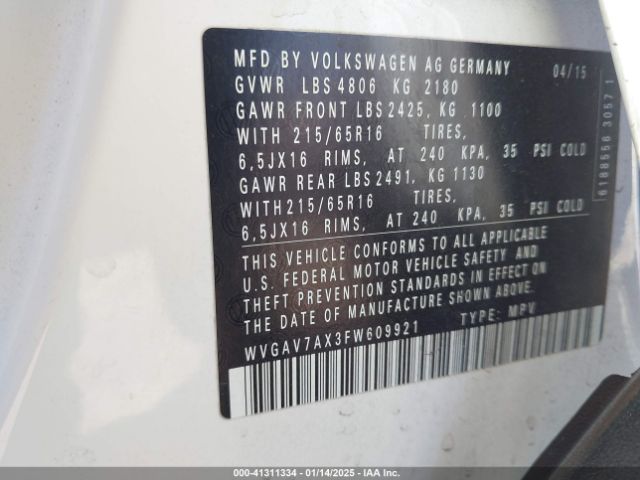 MFD BY VOLKSWAGEN AG GERMANY 04/15
GVWR LBS 4806 KG 2180
GAWR FRONT LBS 2425, KG 1100
WITH 215/65R16 TIRES,
6,5JX16 RIMS, AT 240 KPA, 35 PSI COLD
GAWR REAR LBS 2491, KG 1130
WITH 215/65R16 TIRES,
6,5JX16 RIMS, AT 240 KPA, 35 PSI COLD
THIS VEHICLE CONFORMS TO ALL APPLICABLE
U.S. FEDERAL MOTOR VEHICLE SAFETY AND
THEFT PREVENTION STANDARDS IN EFFECT ON
THE DATE OF MANUFACTURE SHOWN ABOVE.
WVGAV7AX3FW609921 TYPE: MPV
6188556 3057 1
000-41311334 | 01/14/2025 | IAA Inc.